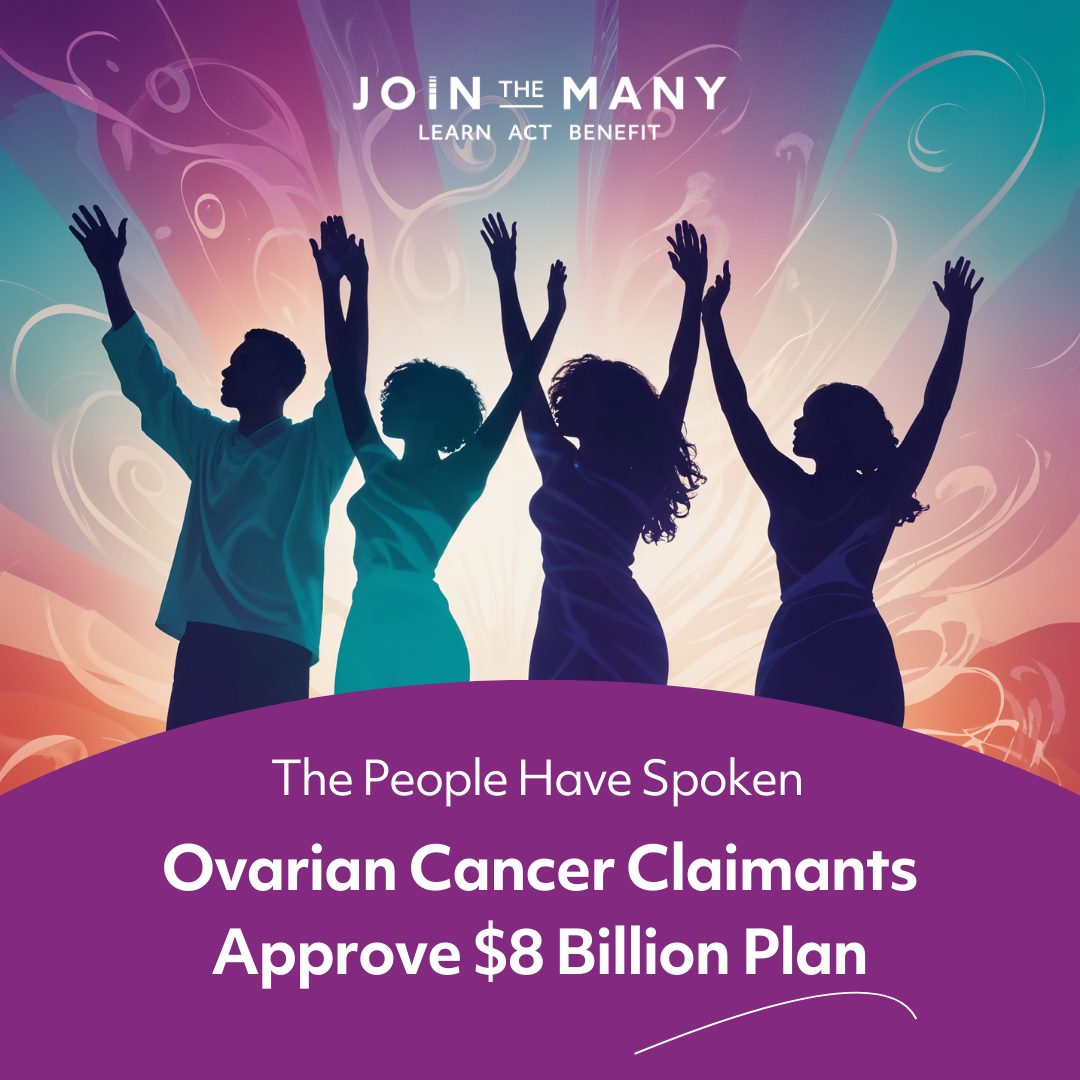 JOIN THE MANY
LEARN ACT BENEFIT
The People Have Spoken
Ovarian Cancer Claimants
Approve $8 Billion Plan